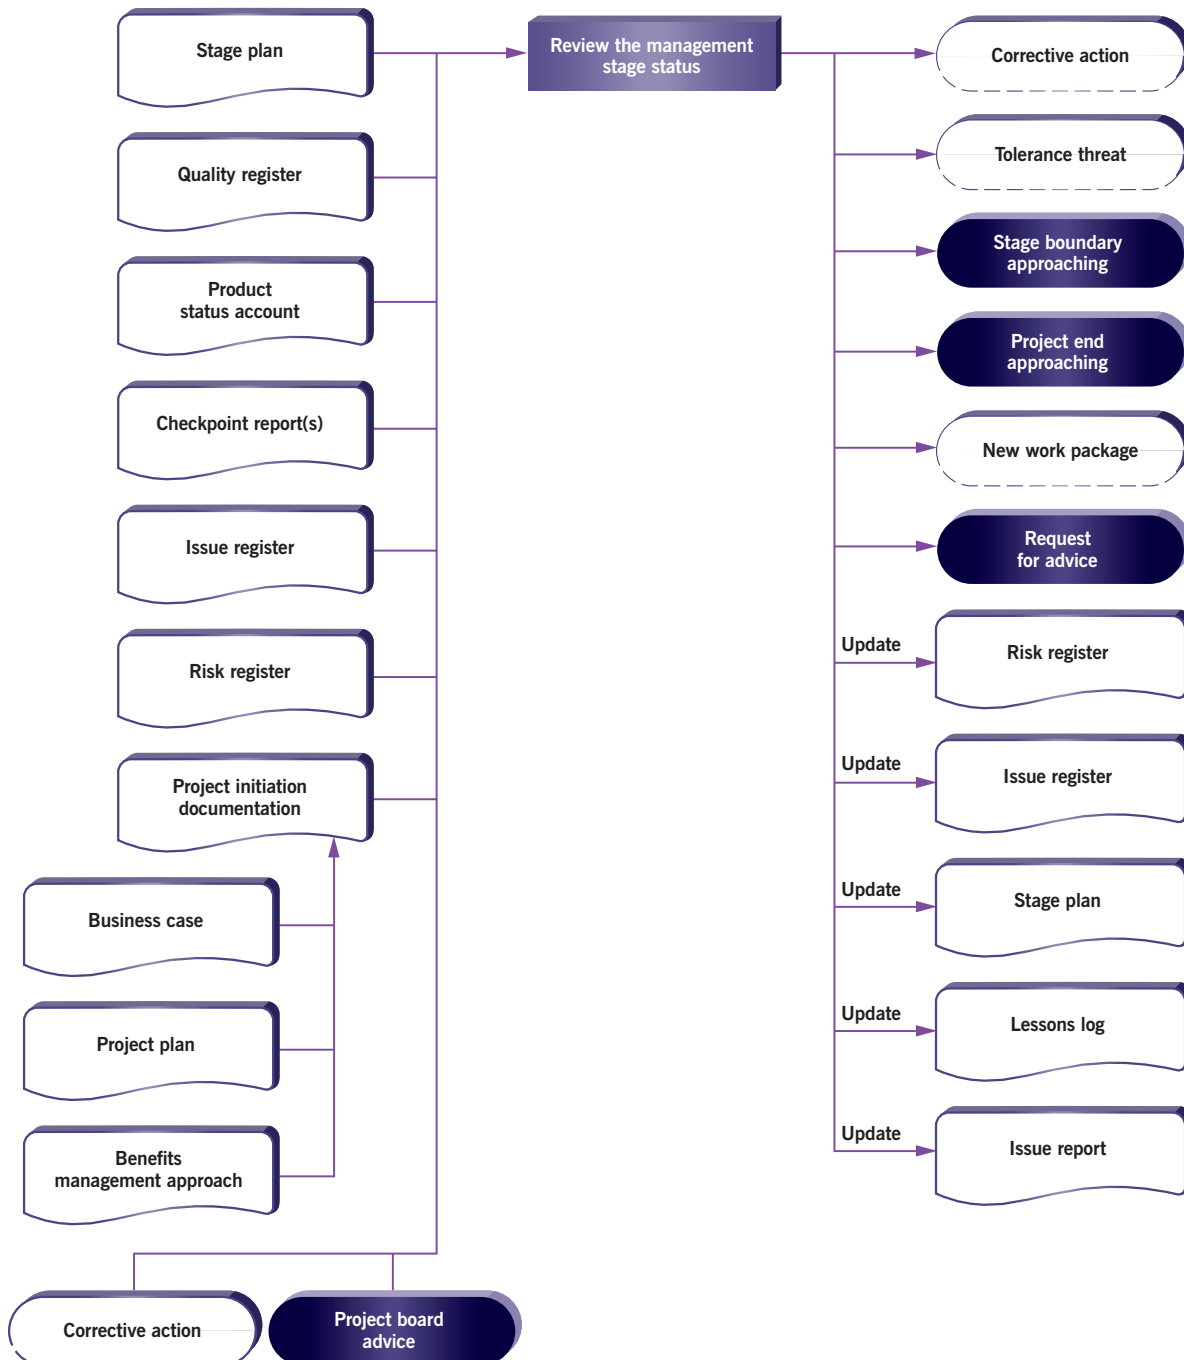 Stage plan
Quality register
Product
status account
Checkpoint report(s)
Issue register
Risk register
Project initiation
documentation
Business case
Project plan
Benefits
management approach
Corrective action
Project board
advice
Review the management
stage status
Corrective action
Tolerance threat
Stage boundary
approaching
Project end
approaching
New work package
Request
for advice
Update
Risk register
Update
Issue register
Update
Stage plan
Update
Lessons log
Update
Issue report